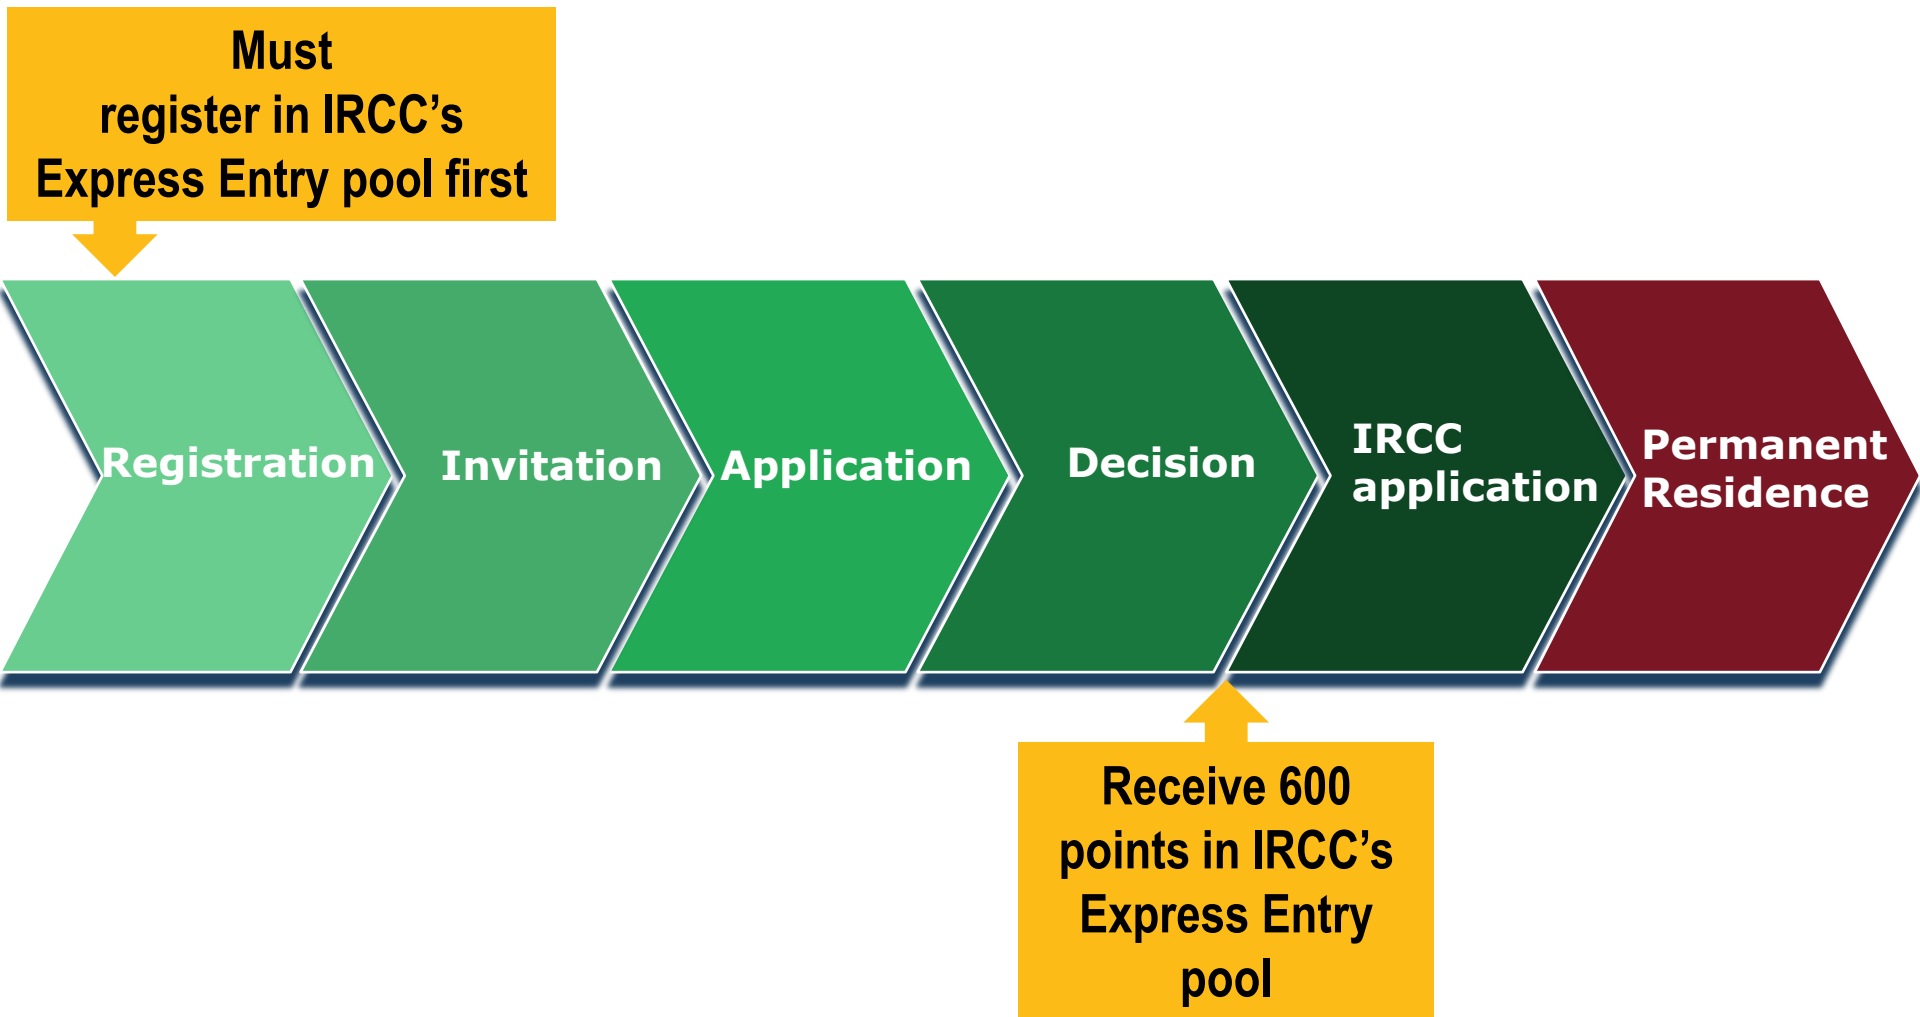 Must
register in IRCC’s
Express Entry pool first
Registration
Invitation
Application
Decision
IRCC
application
Permanent
Residence
Receive 600
points in IRCC’s
Express Entry
pool